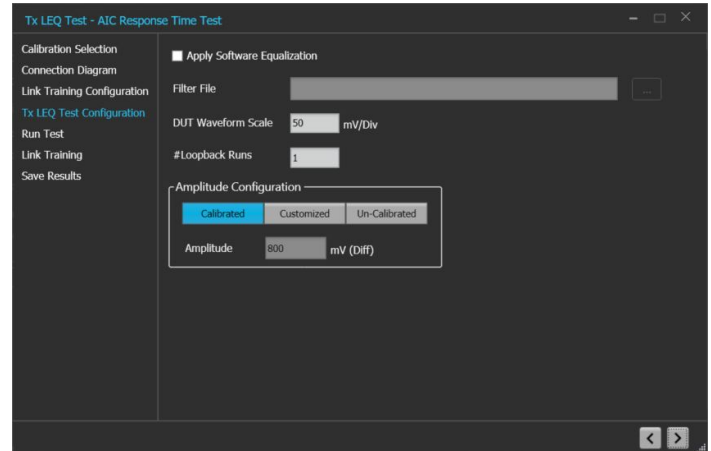 Tx LEQ Test - AIC Response Time Test
Calibration Selection
Connection Diagram
Link Training Configuration
Tx LEQ Test Configuration
Run Test
Link Training
Save Results
Apply Software Equalization
Filter File
...
DUT Waveform Scale 50 mV/Div
#Loopback Runs 1
Amplitude Configuration
Calibrated Customized Un-Calibrated
Amplitude 800 mV (Diff)